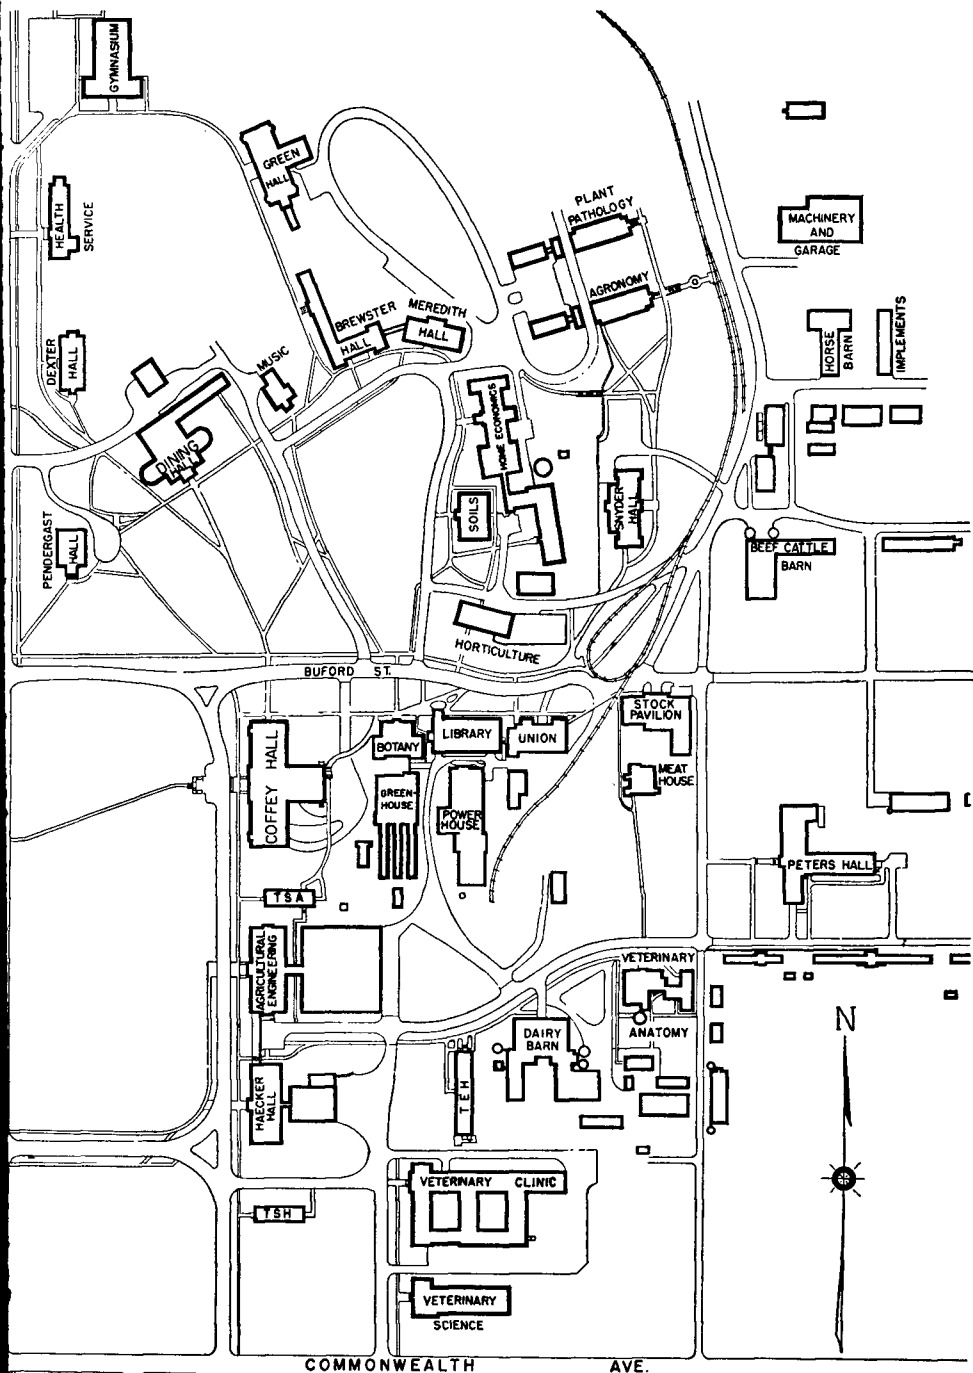 GYMNASIUM
GREEN
HALL
HEALTH
SERVICE
PLANT
PATHOLOGY
MACHINERY
AND
GARAGE
AGRONOMY
BREWSTER
HALL
MEREDITH
HALL
HORSE
BARN
IMPLEMENTS
DEXTER
HALL
MUSIC
HOME ECONOMICS
DINING
HALL
SOILS
SNYDER
HALL
PENDERGAST
HALL
BEEF CATTLE
BARN
HORTICULTURE
BUFORD ST.
COFFEY HALL
BOTANY
LIBRARY
UNION
STOCK
PAVILION
GREEN-
HOUSE
POWER
HOUSE
MEAT
HOUSE
PETERS HALL
TSA
AGRICULTURAL
ENGINEERING
VETERINARY
ANATOMY
DAIRY
BARN
N
HAECKER
HALL
TEH
VETERINARY CLINIC
TSH
VETERINARY
SCIENCE
COMMONWEALTH AVE.